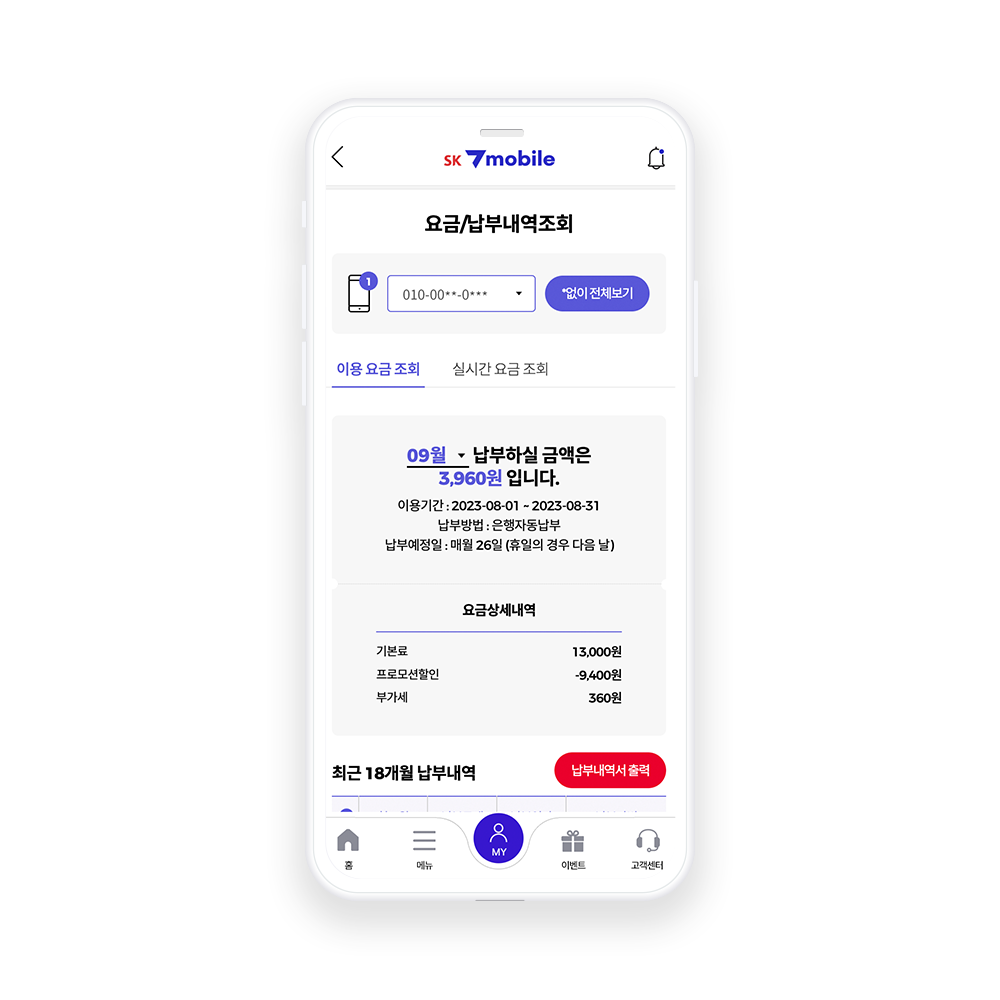 SK 7mobile
요금/납부내역조회
1
010-00**-0***
*없이 전체보기
이용 요금 조회
실시간 요금 조회
09월 납부하실 금액은
3,960원 입니다.
이용기간 : 2023-08-01 ~ 2023-08-31
납부방법 : 은행자동납부
납부예정일 : 매월 26일 (휴일의 경우 다음 날)
요금상세내역
기본료 13,000원
프로모션할인 -9,400원
부가세 360원
최근 18개월 납부내역
납부내역서 출력
홈
메뉴
MY
이벤트
고객센터